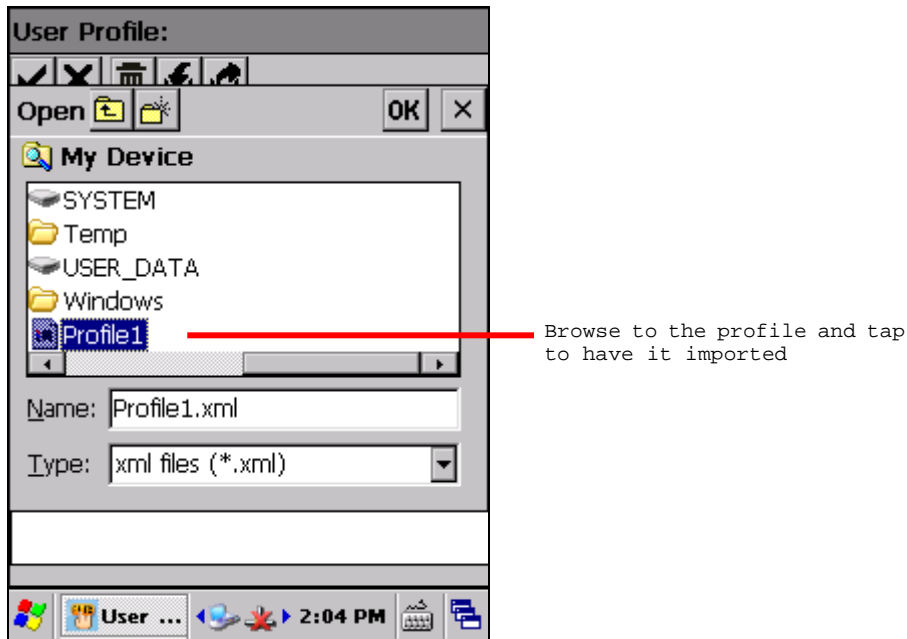 User Profile:
Open OK
My Device
SYSTEM
Temp
USER_DATA
Windows
Profile1
Browse to the profile and tap
to have it imported
Name: Profile1.xml
Type: xml files (*.xml)
User ... 2:04 PM